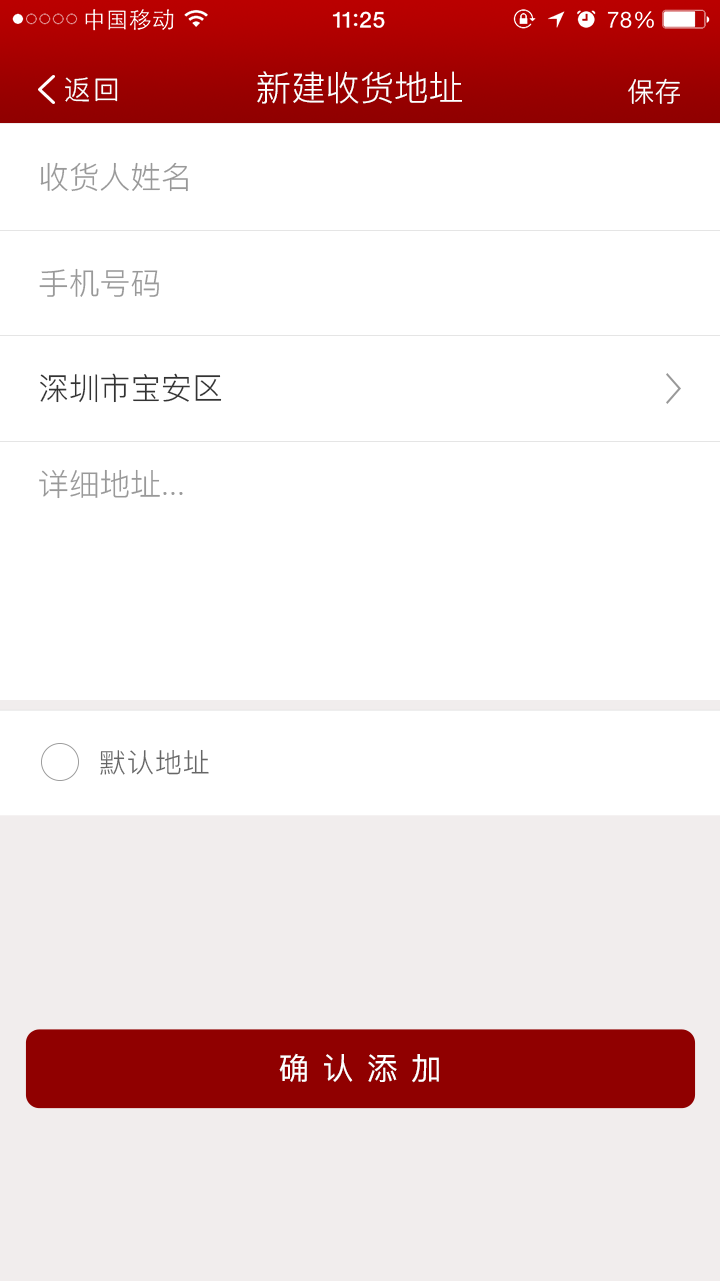 中国移动 11:25 78%
返回 新建收货地址 保存
收货人姓名
手机号码
深圳市宝安区
详细地址...
默认地址
确认添加